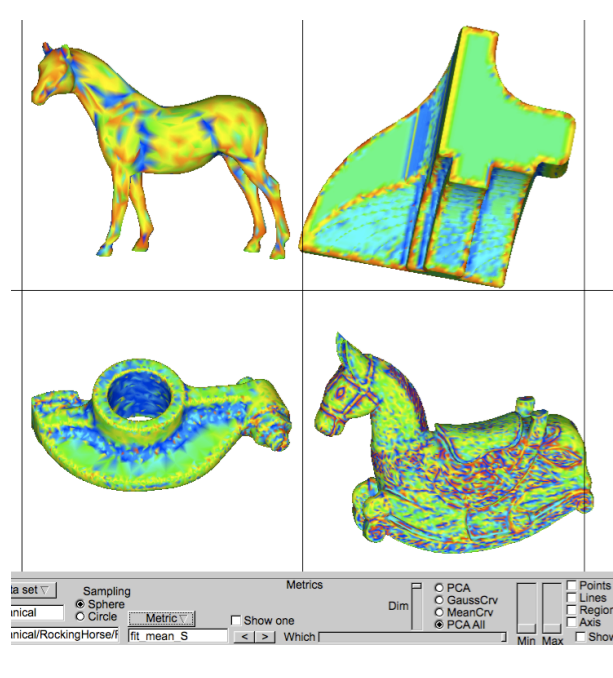 ta set Sampling Metrics Points
Sphere PCA Lines
nical Circle Dim GaussCrv Region
Metric MeanCrv Axis
Show one PCA All
nical/RockingHorse/F fit_mean_S < > Which Min Max Show